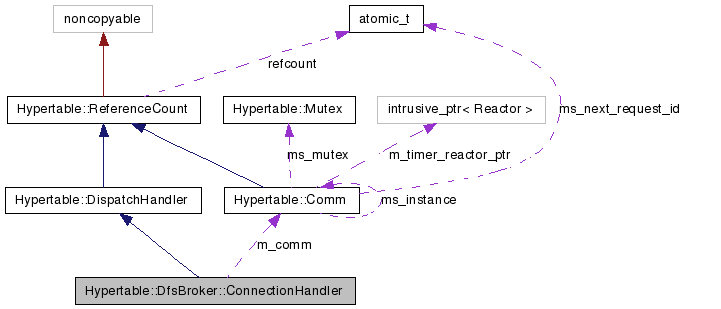 noncopyable
atomic_t
refcount
Hypertable::ReferenceCount
Hypertable::Mutex
intrusive_ptr< Reactor >
ms_next_request_id
ms_mutex
m_timer_reactor_ptr
Hypertable::DispatchHandler
Hypertable::Comm
ms_instance
m_comm
Hypertable::DfsBroker::ConnectionHandler